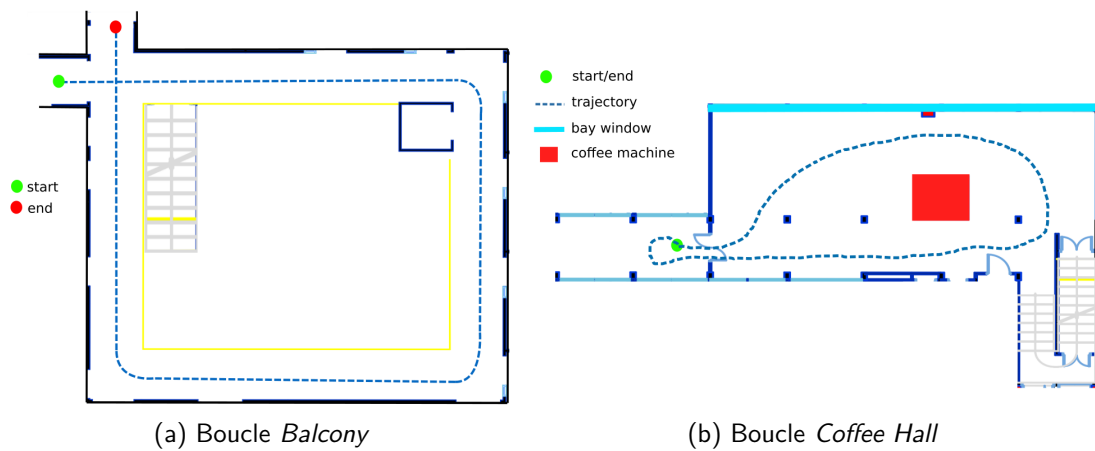 start
end
start/end
trajectory
bay window
coffee machine
(a) Boucle Balcony
(b) Boucle Coffee Hall